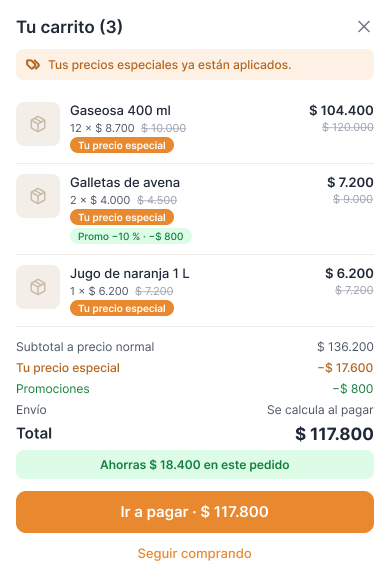 Tu carrito (3)
Tus precios especiales ya están aplicados.
Gaseosa 400 ml
$ 104.400
12 × $ 8.700 $ 10.000
$ 120.000
Tu precio especial
Galletas de avena
$ 7.200
2 × $ 4.000 $ 4.500
$ 9.000
Tu precio especial
Promo −10 % · −$ 800
Jugo de naranja 1 L
$ 6.200
1 × $ 6.200 $ 7.200
$ 7.200
Tu precio especial
Subtotal a precio normal $ 136.200
Tu precio especial −$ 17.600
Promociones −$ 800
Envío Se calcula al pagar
Total $ 117.800
Ahorras $ 18.400 en este pedido
Ir a pagar · $ 117.800
Seguir comprando